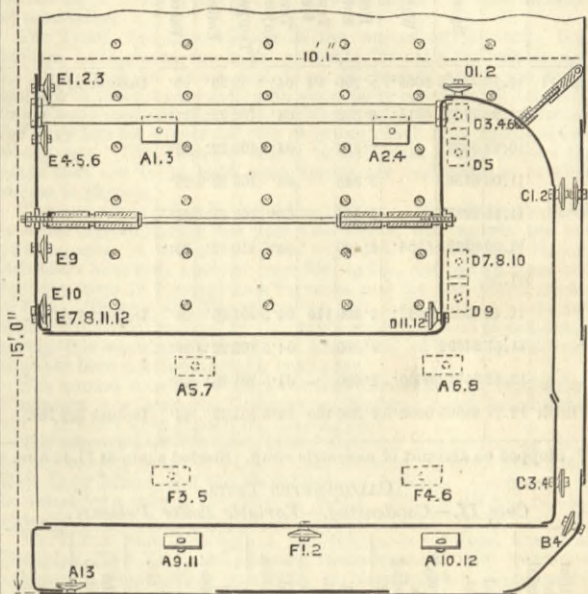 10'.1"
E1.2.3
D1.2
D3.4.6
E4.5.6
A1.3
A2.4
D5
C1.2
E9
D7.8.10
E10
E7.8.11.12
D11.12
D9
15'.0"
A5.7
A6.8
F3.5
F4.6
C3.4
B4
F1.2
A9.11
A10.12
A13